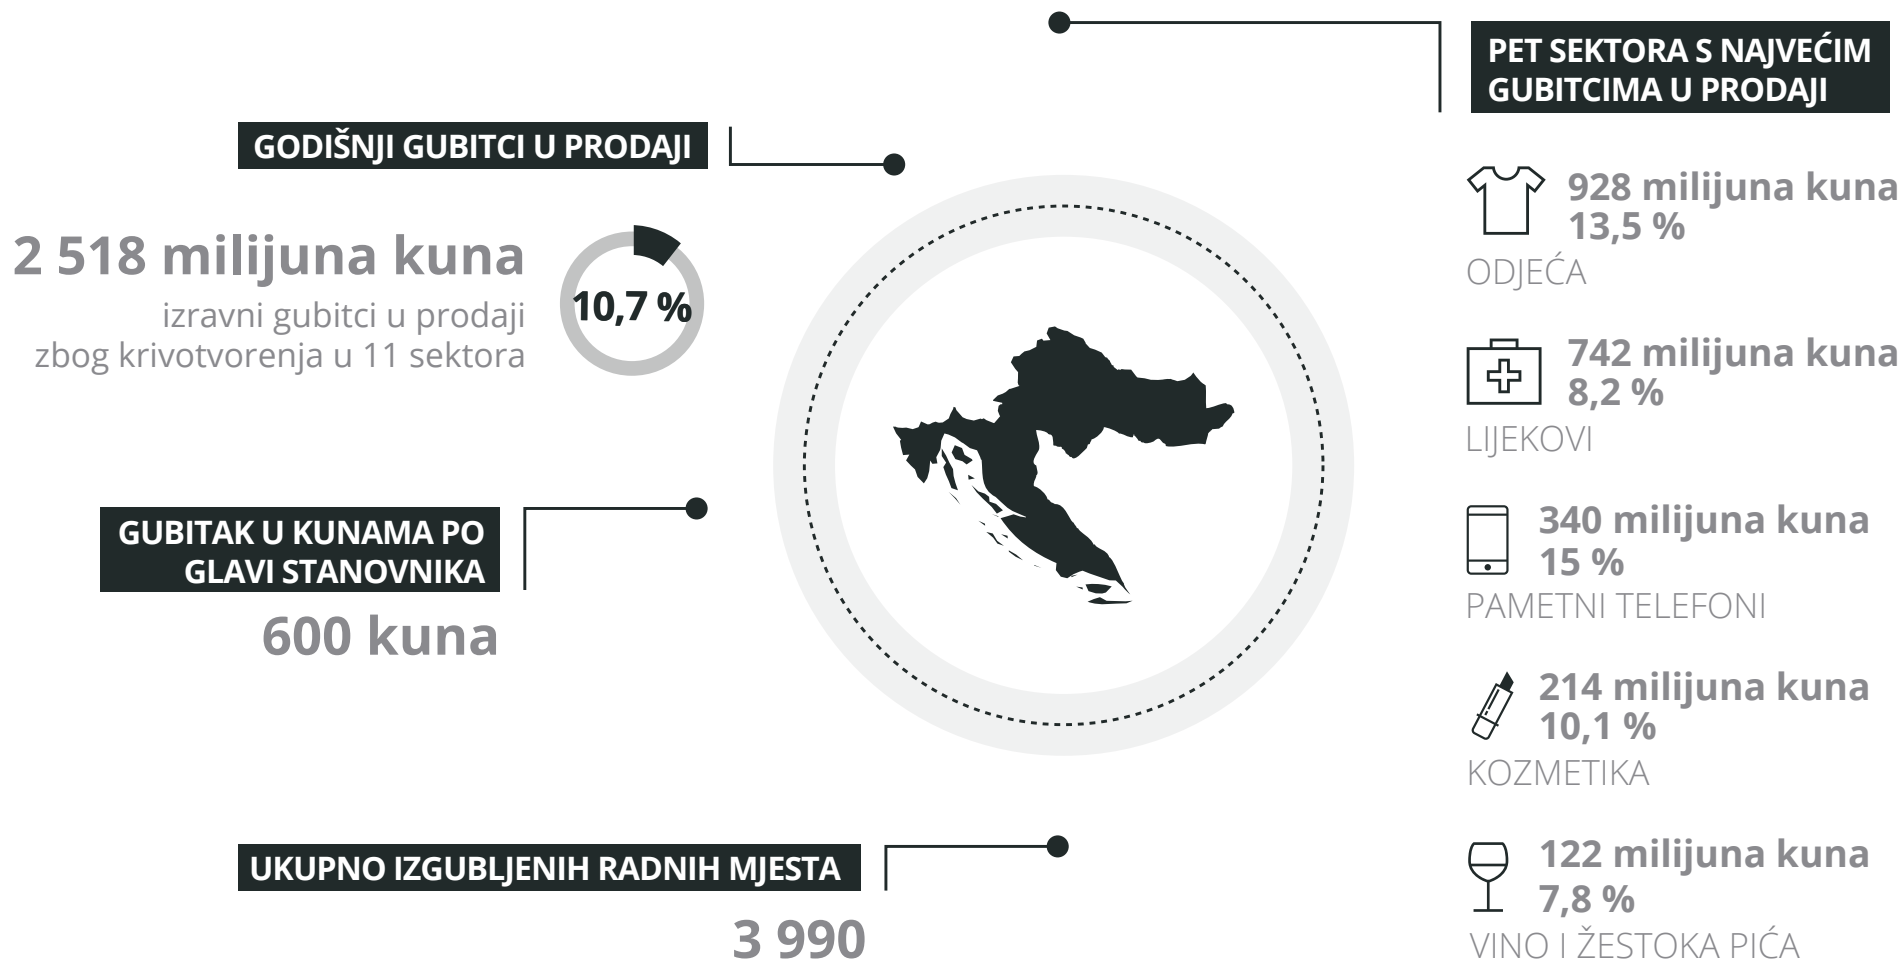 GODIŠNJI GUBITCI U PRODAJI
2 518 milijuna kuna
izravni gubitci u prodaji
zbog krivotvorenja u 11 sektora
10,7 %
GUBITAK U KUNAMA PO
GLAVI STANOVNIKA
600 kuna
UKUPNO IZGUBLJENIH RADNIH MJESTA
3 990
PET SEKTORA S NAJVEĆIM
GUBITCIMA U PRODAJI
928 milijuna kuna
13,5 %
ODJEĆA
742 milijuna kuna
8,2 %
LIJEKOVI
340 milijuna kuna
15 %
PAMETNI TELEFONI
214 milijuna kuna
10,1 %
KOZMETIKA
122 milijuna kuna
7,8 %
VINO I ŽESTOKA PIĆA